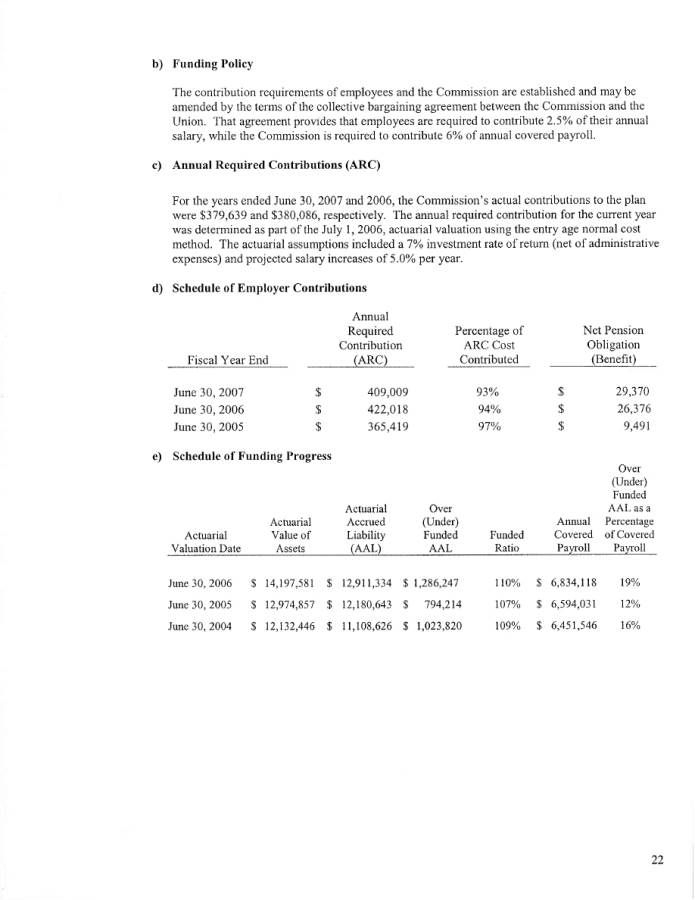 b) Funding Policy
The contribution requirements of employees and the Commission are established and may be
amended by the terms of the collective bargaining agreement between the Commission and the
Union. That agreement provides that employees are required to contribute 2.5% of their annual
salary, while the Commission is required to contribute 6% of annual covered payroll.
c) Annual Required Contributions (ARC)
For the years ended June 30, 2007 and 2006, the Commission's actual contributions to the plan
were $379,639 and $380,086, respectively. The annual required contribution for the current year
was determined as part of the July 1, 2006, actuarial valuation using the entry age normal cost
method. The actuarial assumptions included a 7% investment rate of return (net of administrative
expenses) and projected salary increases of 5.0% per year.
d) Schedule of Employer Contributions
Annual
Required Percentage of Net Pension
Contribution ARC Cost Obligation
Fiscal Year End (ARC) Contributed (Benefit)
June 30, 2007 $ 409,009 93% $ 29,370
June 30, 2006 $ 422,018 94% $ 26,376
June 30, 2005 $ 365,419 97% $ 9,491
e) Schedule of Funding Progress
Over
(Under)
Funded
Actuarial Over AAL as a
Actuarial Accrued (Under) Annual Percentage
Actuarial Value of Liability Funded Funded Covered of Covered
Valuation Date Assets (AAL) AAL Ratio Payroll Payroll
June 30, 2006 $ 14,197,581 $ 12,911,334 $ 1,286,247 110% $ 6,834,118 19%
June 30, 2005 $ 12,974,857 $ 12,180,643 $ 794,214 107% $ 6,594,031 12%
June 30, 2004 $ 12,132,446 $ 11,108,626 $ 1,023,820 109% $ 6,451,546 16%
22